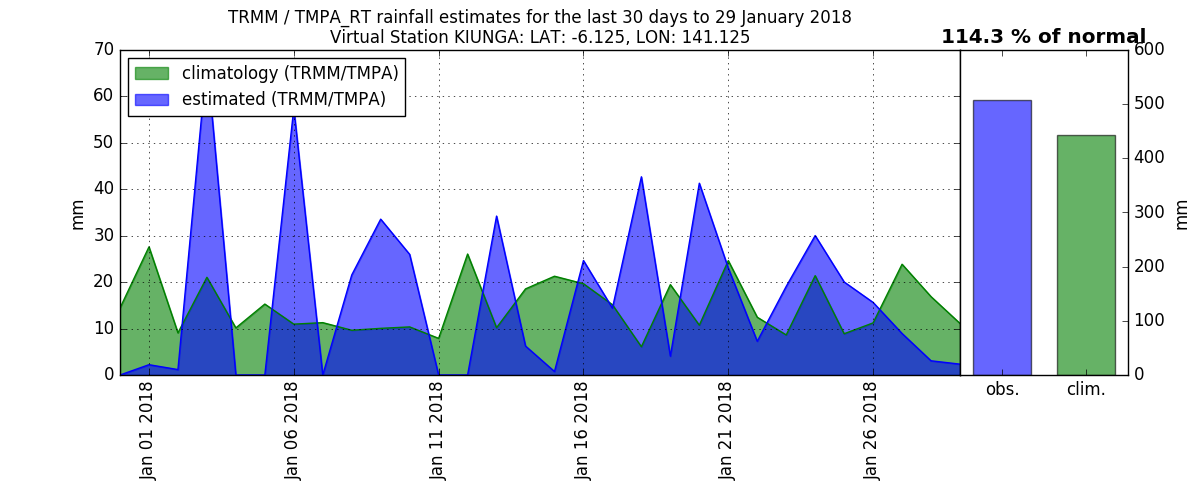 TRMM / TMPA_RT rainfall estimates for the last 30 days to 29 January 2018
Virtual Station KIUNGA: LAT: -6.125, LON: 141.125
114.3 % of normal
climatology (TRMM/TMPA)
estimated (TRMM/TMPA)
70
60
50
40
30
20
10
0
mm
Jan 01 2018
Jan 06 2018
Jan 11 2018
Jan 16 2018
Jan 21 2018
Jan 26 2018
600
500
400
300
200
100
0
mm
obs.
clim.